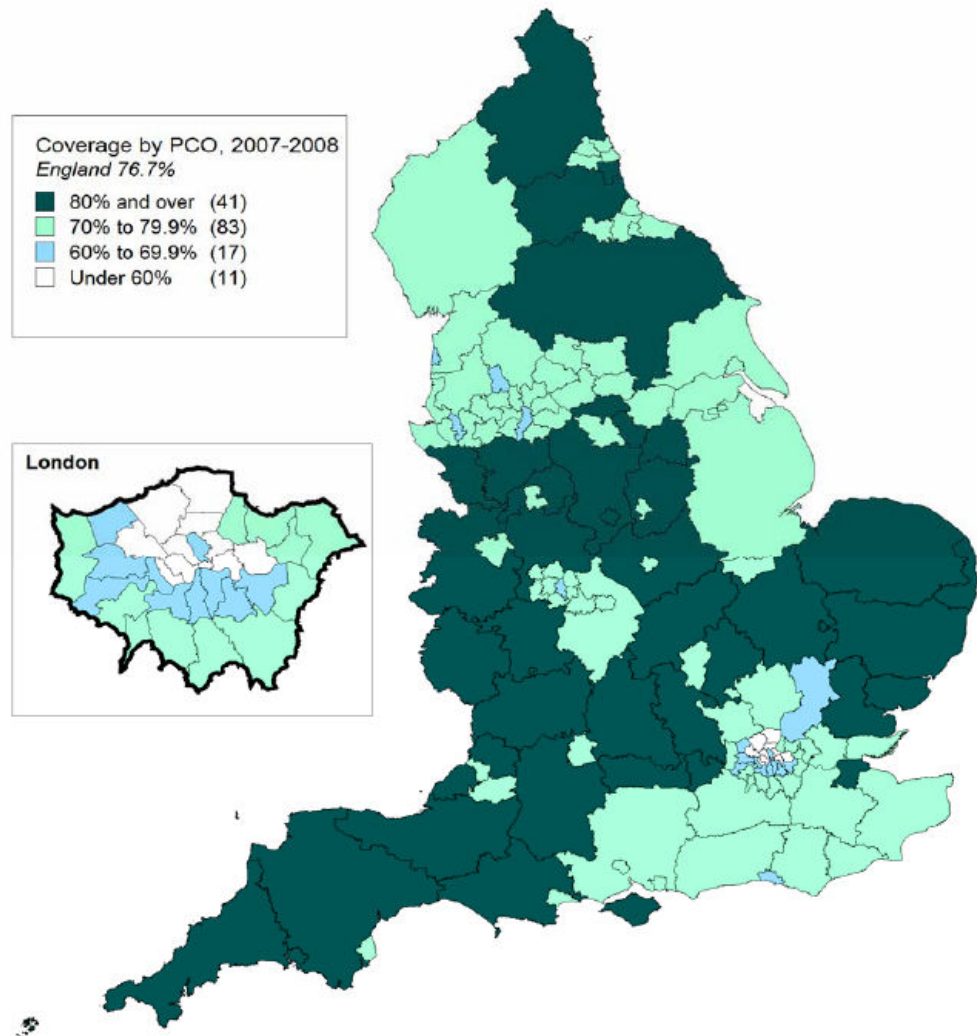 Coverage by PCO, 2007-2008
England 76.7%
80% and over (41)
70% to 79.9% (83)
60% to 69.9% (17)
Under 60% (11)
London